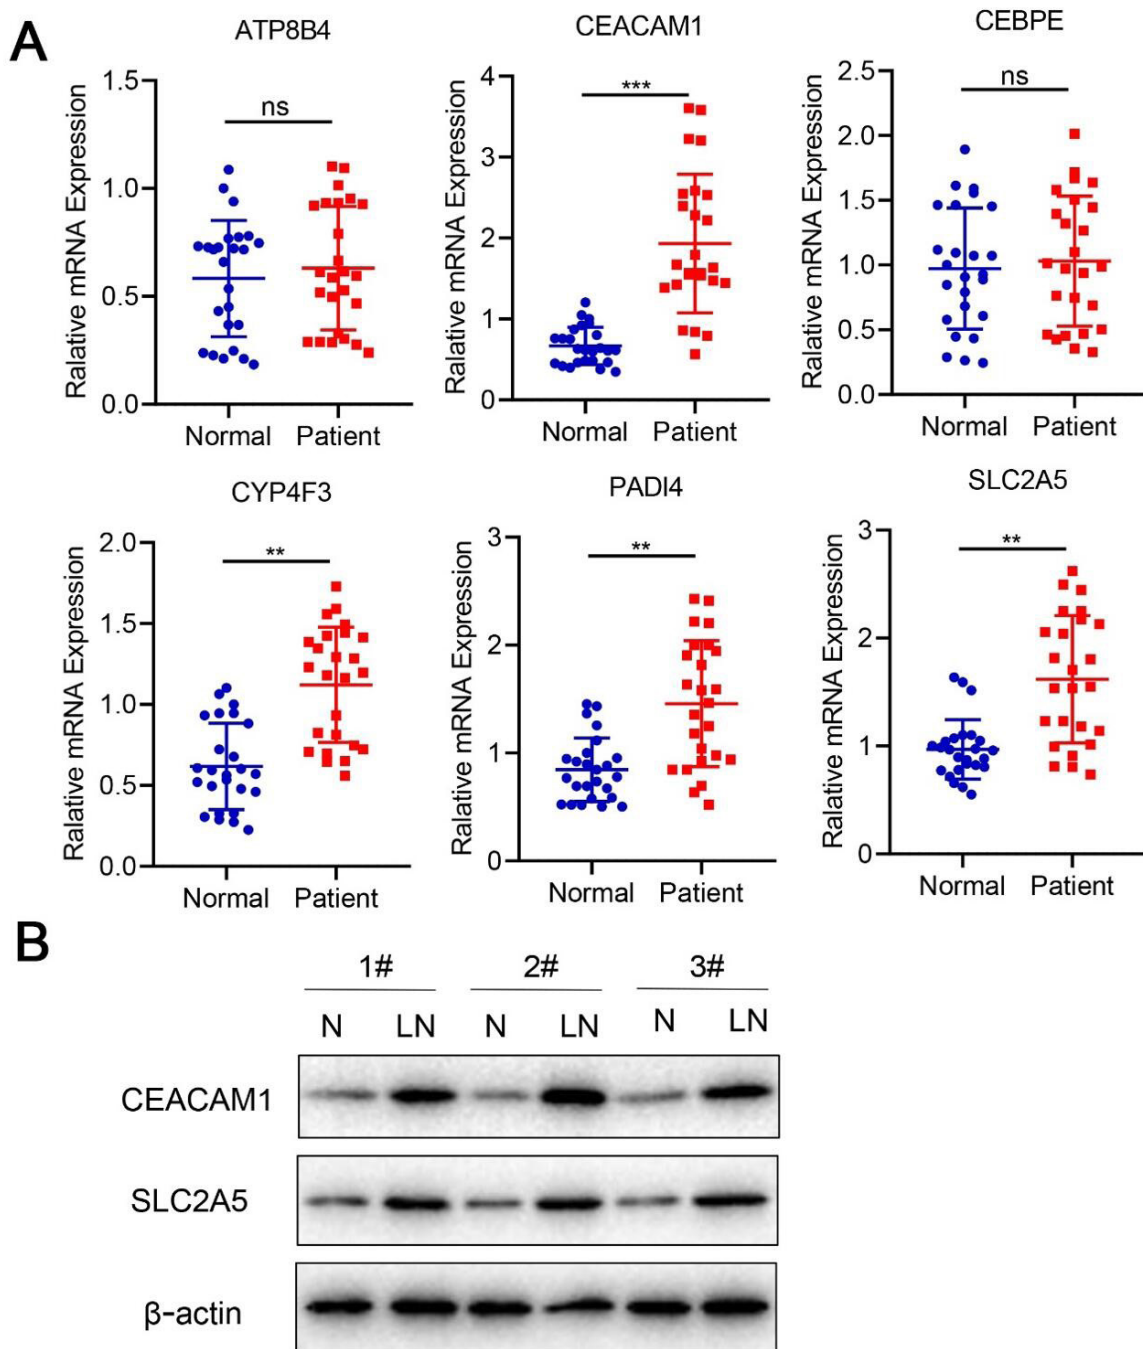 A
ATP8B4
Ralative mRNA Expression
1.5
1.0
0.5
0.0
ns
Normal Patient
CEACAM1
Ralative mRNA Expression
4
3
2
1
0
***
Normal Patient
CEBPE
Ralative mRNA Expression
2.5
2.0
1.5
1.0
0.5
0.0
ns
Normal Patient
CYP4F3
Ralative mRNA Expression
2.0
1.5
1.0
0.5
0.0
**
Normal Patient
PADI4
Ralative mRNA Expression
3
2
1
0
**
Normal Patient
SLC2A5
Ralative mRNA Expression
3
2
1
0
**
Normal Patient
B
1# 2# 3#
N LN N LN N LN
CEACAM1
SLC2A5
β-actin